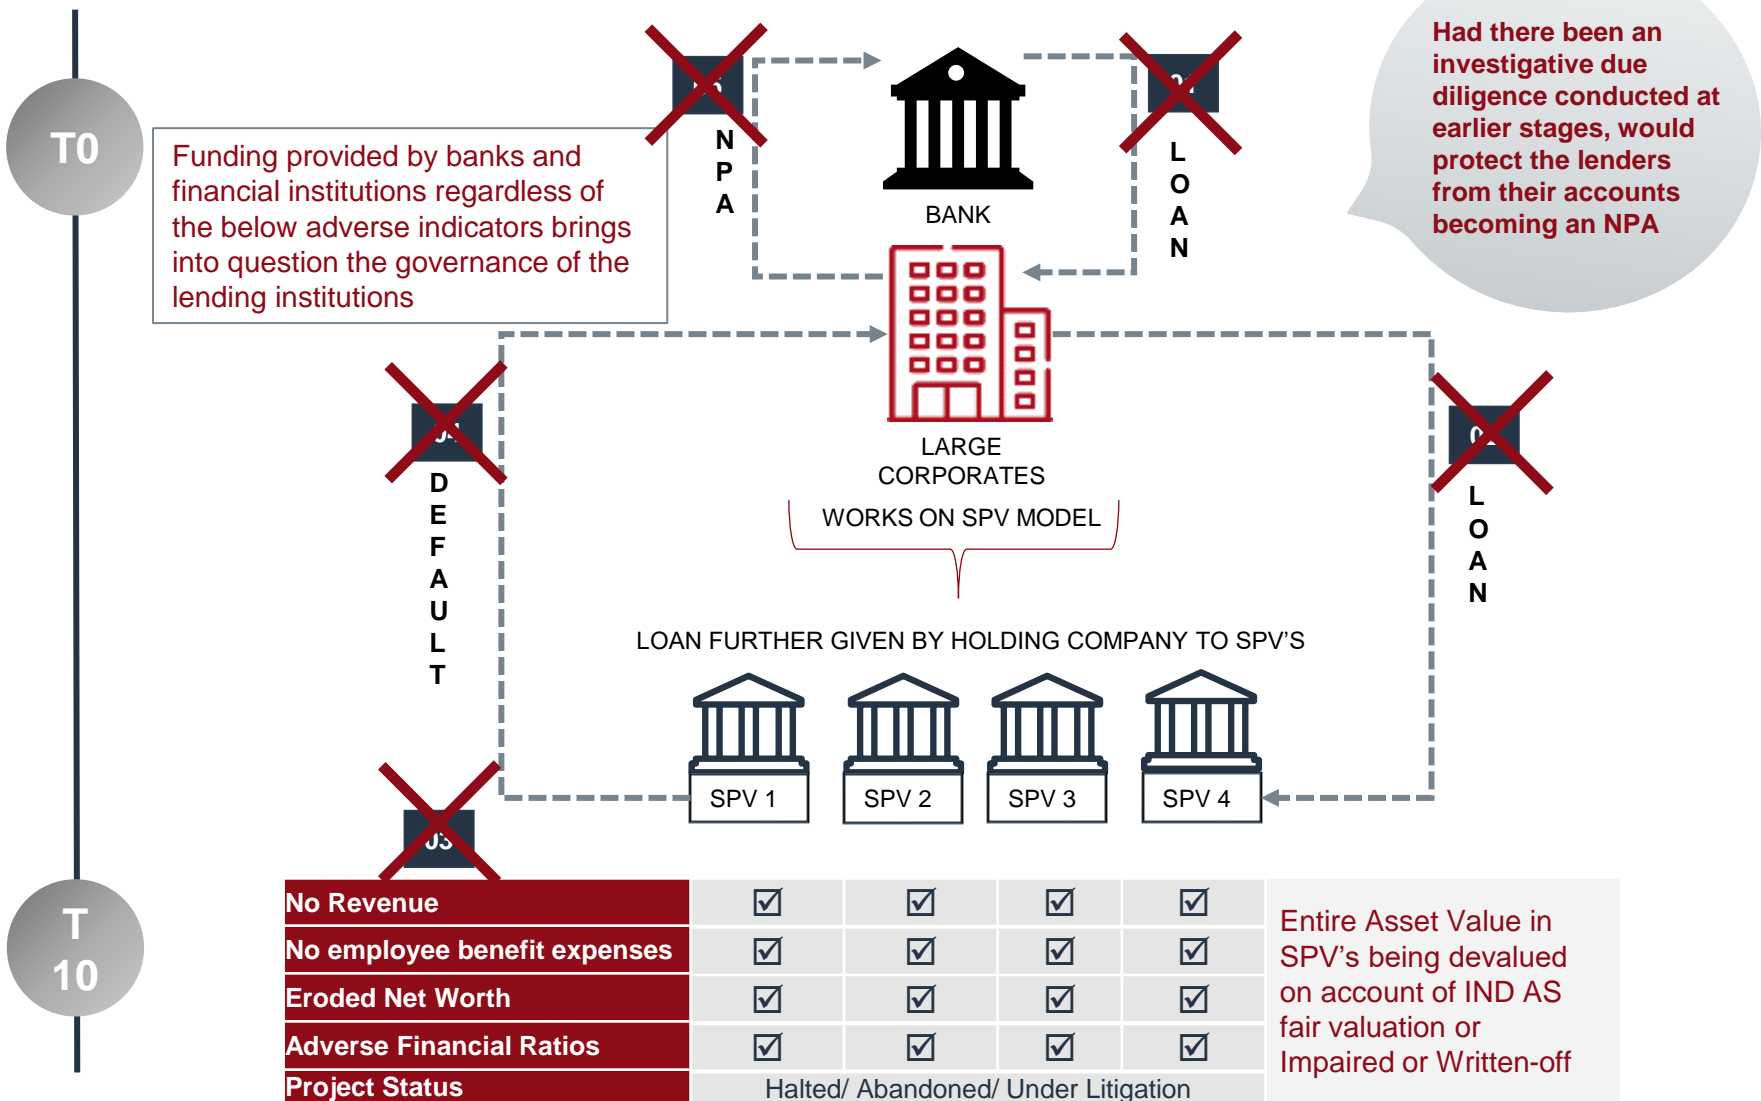 Had there been an
investigative due
diligence conducted at
earlier stages, would
protect the lenders
from their accounts
becoming an NPA
T0
Funding provided by banks and
financial institutions regardless of
the below adverse indicators brings
into question the governance of the
lending institutions
N
P
A
BANK
L
O
A
N
LARGE
CORPORATES
WORKS ON SPV MODEL
04
D
E
F
A
U
L
T
L
O
A
N
LOAN FURTHER GIVEN BY HOLDING COMPANY TO SPV'S
SPV 1
SPV 2
SPV 3
SPV 4
03
T
10
No Revenue
No employee benefit expenses
Eroded Net Worth
Adverse Financial Ratios
Project Status
Halted/ Abandoned/ Under Litigation
Entire Asset Value in
SPV's being devalued
on account of IND AS
fair valuation or
Impaired or Written-off